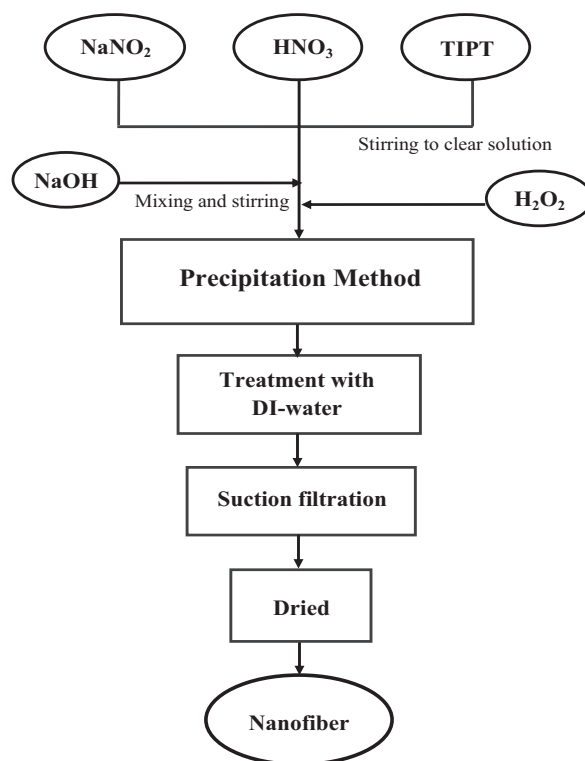 NaNO₂ HNO₃ TIPT
Stirring to clear solution
NaOH
Mixing and stirring
H₂O₂
Precipitation Method
Treatment with
DI-water
Suction filtration
Dried
Nanofiber